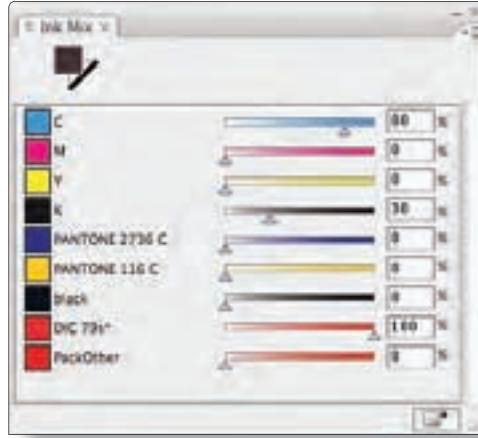 Ink Mix
C 80 %
M 0 %
Y 0 %
K 30 %
PANTONE 2736 C 0 %
PANTONE 116 C 0 %
black 0 %
DIC 79s* 100 %
PackOther 0 %